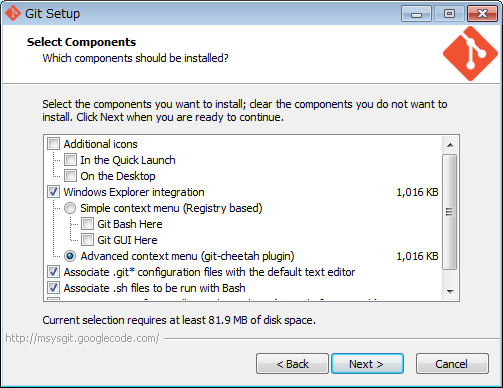 Git Setup
Select Components
Which components should be installed?
Select the components you want to install; clear the components you do not want to
install. Click Next when you are ready to continue.
Additional icons
In the Quick Launch
On the Desktop
Windows Explorer integration 1,016 KB
Simple context menu (Registry based)
Git Bash Here
Git GUI Here
Advanced context menu (git-cheetah plugin) 1,016 KB
Associate .git* configuration files with the default text editor
Associate .sh files to be run with Bash
Current selection requires at least 81.9 MB of disk space.
http://msysgit.googlecode.com/
< Back
Next >
Cancel